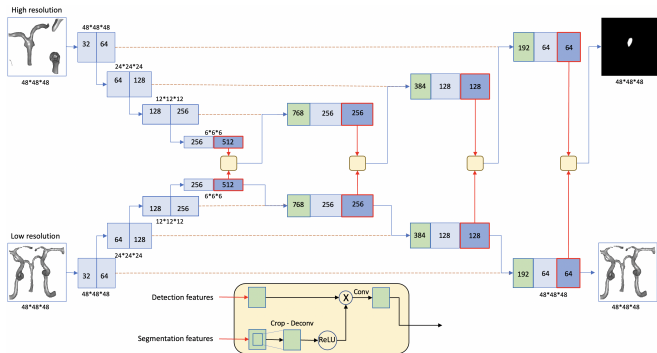 High resolution
48*48*48
48*48*48
32 64
24*24*24
64 128
12*12*12
128 256
6*6*6
256 512
768 256 256
384 128 128
192 64 64
48*48*48
256 512
6*6*6
128 256
12*12*12
64 128
24*24*24
Low resolution
32 64
48*48*48
48*48*48
768 256 256
384 128 128
192 64 64
48*48*48
48*48*48
Detection features
X
Conv
Crop - Deconv
ReLU
Segmentation features